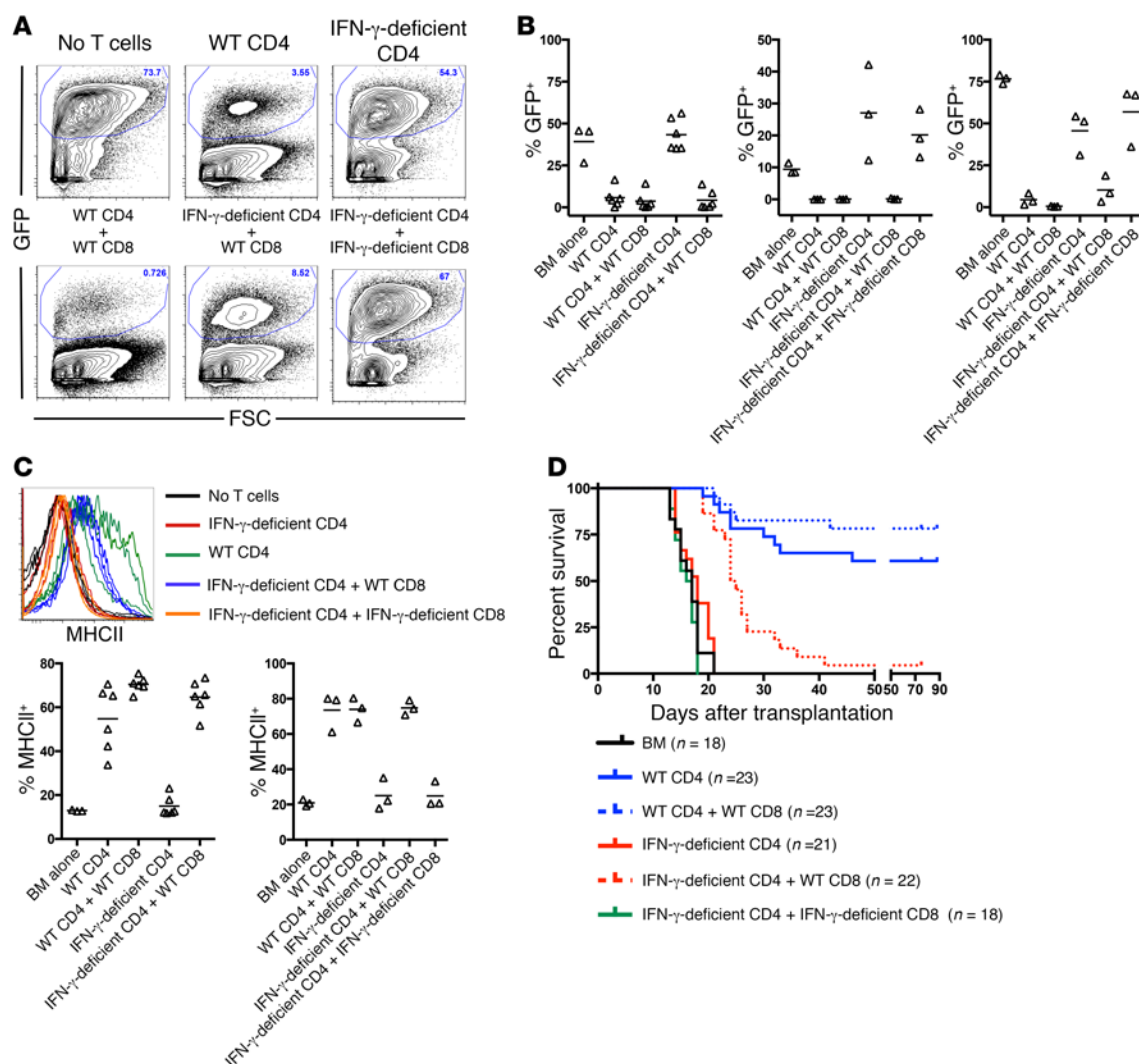 A
No T cells
WT CD4
IFN-γ-deficient
CD4
73.7
3.55
54.3
GFP
WT CD4
+
WT CD8
IFN-γ-deficient CD4
+
WT CD8
IFN-γ-deficient CD4
+
IFN-γ-deficient CD8
0.726
8.52
67
FSC
B
% GFP+
100
75
50
25
0
BM alone
WT CD4
WT CD4 + WT CD8
IFN-γ-deficient CD4
IFN-γ-deficient CD4 + WT CD8
% GFP+
50
40
30
20
10
0
BM alone
WT CD4
WT CD4 + WT CD8
IFN-γ-deficient CD4
IFN-γ-deficient CD4 + WT CD8
IFN-γ-deficient CD4 + IFN-γ-deficient CD8
% GFP+
100
75
50
25
0
BM alone
WT CD4
WT CD4 + WT CD8
IFN-γ-deficient CD4
IFN-γ-deficient CD4 + WT CD8
IFN-γ-deficient CD4 + IFN-γ-deficient CD8
C
No T cells
IFN-γ-deficient CD4
WT CD4
IFN-γ-deficient CD4 + WT CD8
IFN-γ-deficient CD4 + IFN-γ-deficient CD8
MHCII
% MHCII+
80
60
40
20
0
BM alone
WT CD4
WT CD4 + WT CD8
IFN-γ-deficient CD4
IFN-γ-deficient CD4 + WT CD8
% MHCII+
100
80
60
40
20
0
BM alone
WT CD4
WT CD4 + WT CD8
IFN-γ-deficient CD4
IFN-γ-deficient CD4 + WT CD8
IFN-γ-deficient CD4 + IFN-γ-deficient CD8
D
Percent survival
100
75
50
25
0
0 10 20 30 40 50 50 70 90
Days after transplantation
BM (n = 18)
WT CD4 (n =23)
WT CD4 + WT CD8 (n =23)
IFN-γ-deficient CD4 (n =21)
IFN-γ-deficient CD4 + WT CD8 (n = 22)
IFN-γ-deficient CD4 + IFN-γ-deficient CD8 (n = 18)